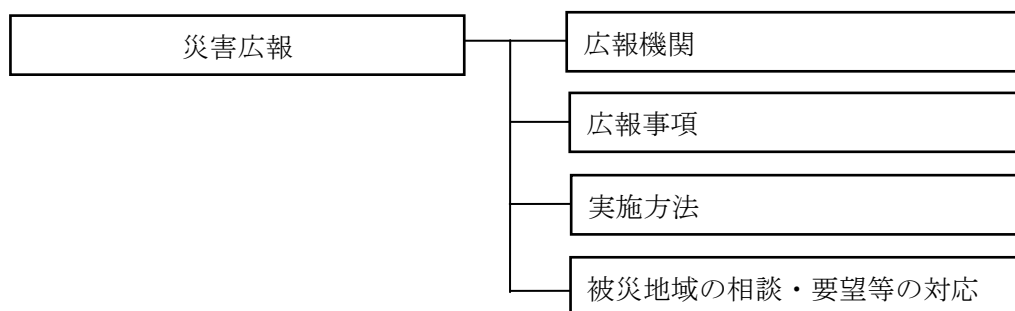 災害広報
広報機関
広報事項
実施方法
被災地域の相談・要望等の対応